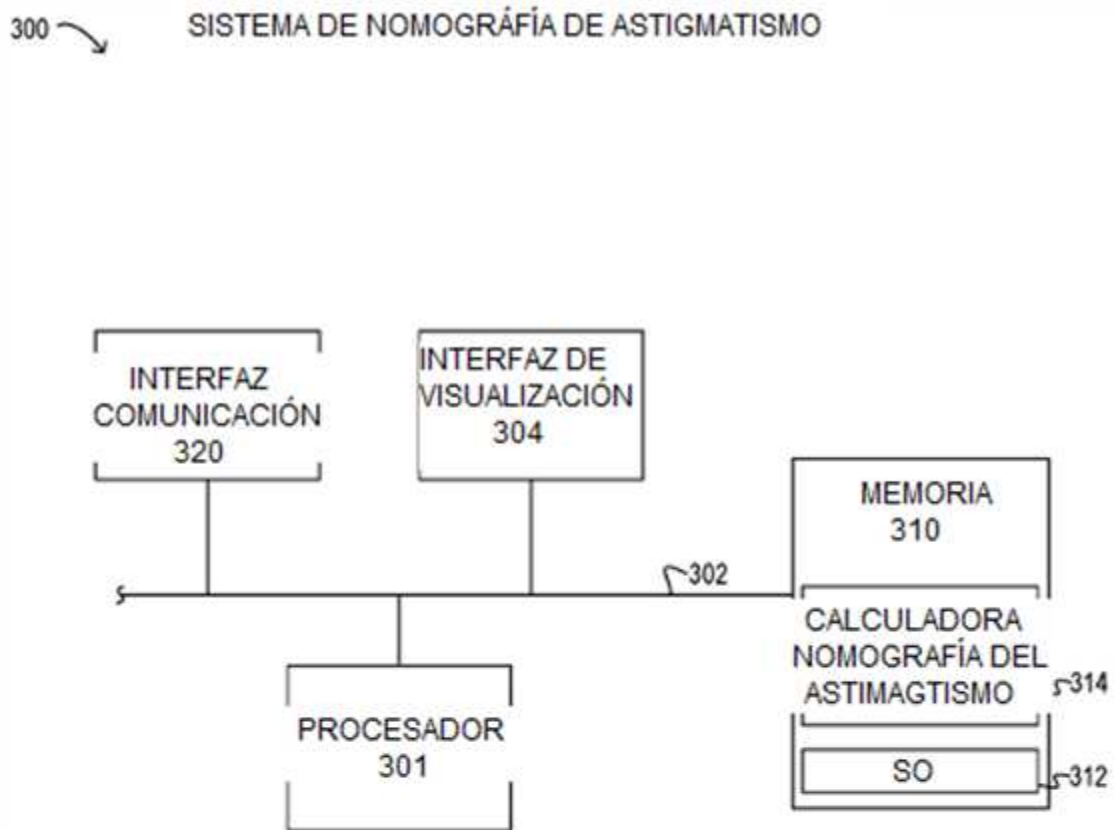 300
SISTEMA DE NOMOGRÁFÍA DE ASTIGMATISMO
INTERFAZ
COMUNICACIÓN
320
INTERFAZ DE
VISUALIZACIÓN
304
MEMORIA
310
302
CALCULADORA
NOMOGRAFÍA DEL
ASTIMAGTISMO
314
PROCESADOR
301
SO
312